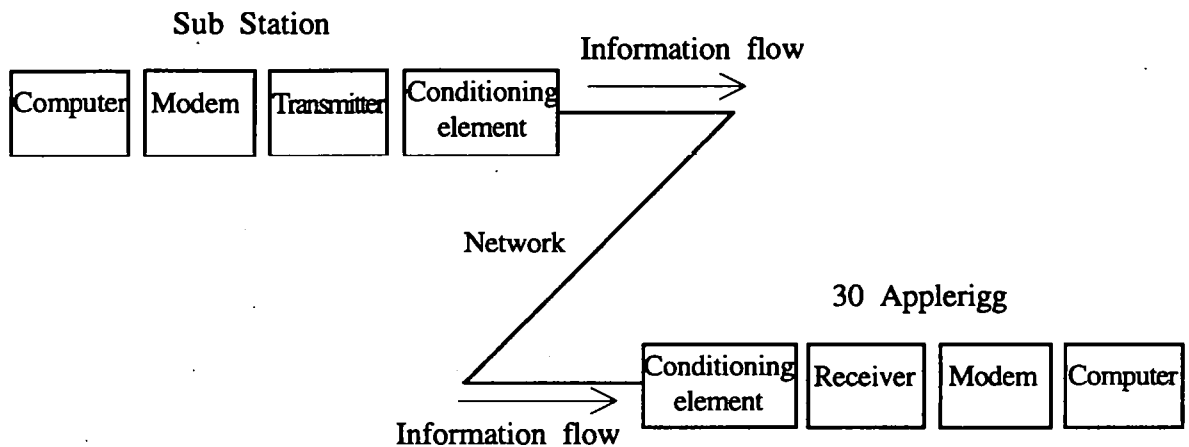 Sub Station
Information flow
Computer
Modem
Transmitter
Conditioning
element
Network
30 Applerigg
Conditioning
element
Receiver
Modem
Computer
Information flow